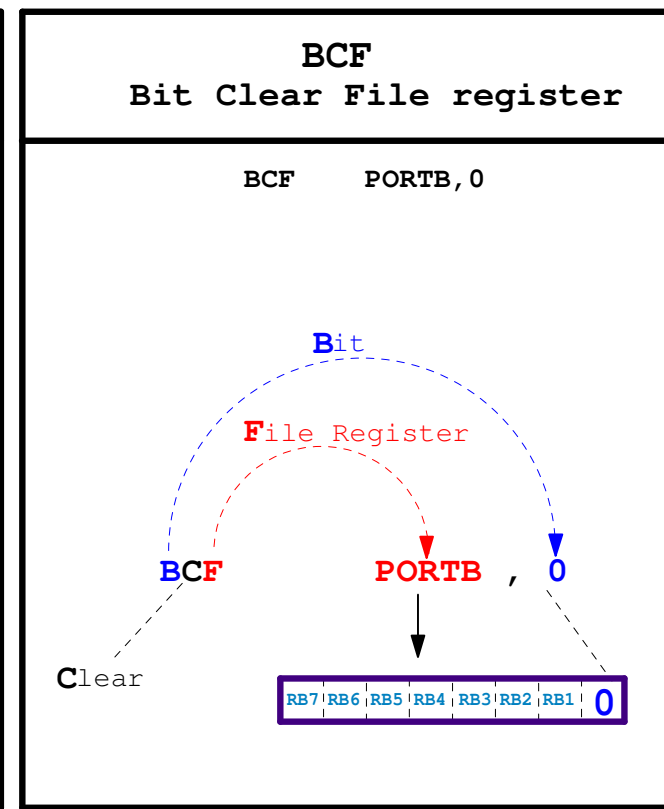 BCF
Bit Clear File register
BCF PORTB,0
Bit
File Register
BCF PORTB , 0
Clear
RB7 RB6 RB5 RB4 RB3 RB2 RB1 0